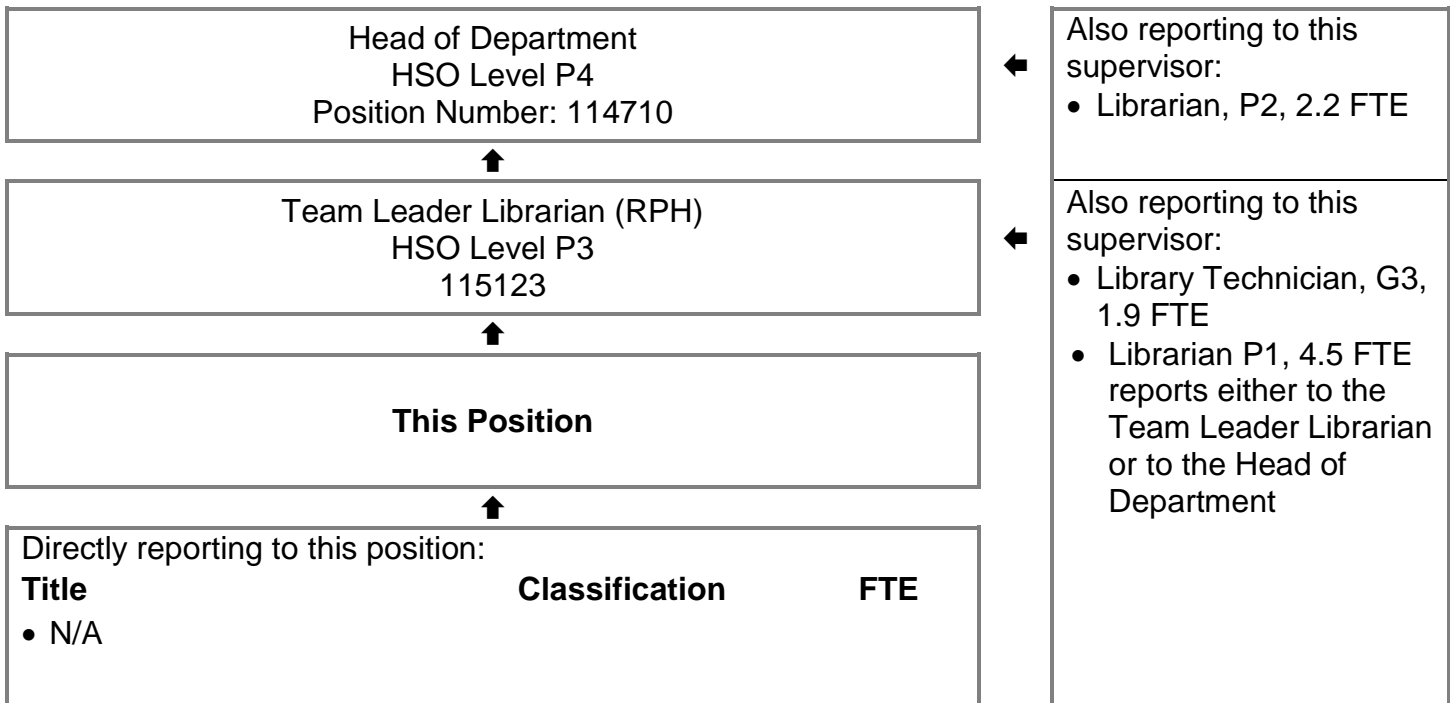 Head of Department
HSO Level P4
Position Number: 114710
Also reporting to this
supervisor:
• Librarian, P2, 2.2 FTE
Team Leader Librarian (RPH)
HSO Level P3
115123
Also reporting to this
supervisor:
• Library Technician, G3,
1.9 FTE
• Librarian P1, 4.5 FTE
reports either to the
Team Leader Librarian
or to the Head of
Department
This Position
Directly reporting to this position:
Title Classification FTE
• N/A